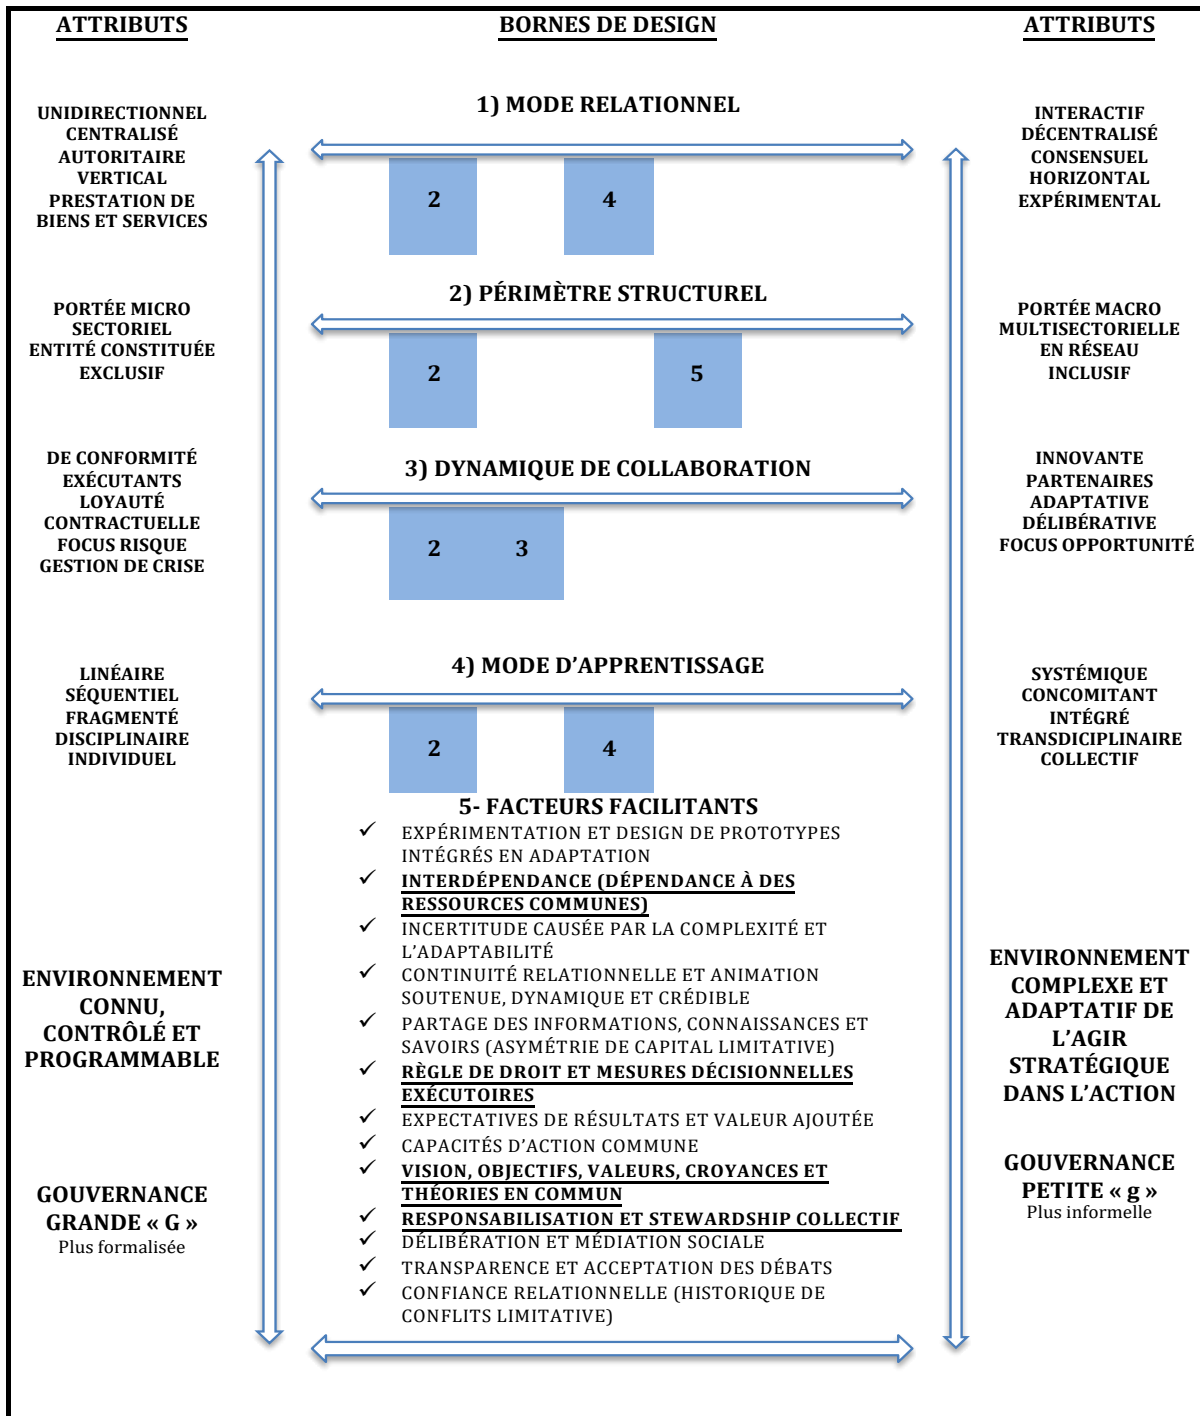 ATTRIBUTS
BORNES DE DESIGN
ATTRIBUTS
1) MODE RELATIONNEL
UNIDIRECTIONNEL
CENTRALISÉ
AUTORITAIRE
VERTICAL
PRESTATION DE
BIENS ET SERVICES
2
4
INTERACTIF
DÉCENTRALISÉ
CONSENSUEL
HORIZONTAL
EXPÉRIMENTAL
2) PÉRIMÈTRE STRUCTUREL
PORTÉE MICRO
SECTORIEL
ENTITÉ CONSTITUÉE
EXCLUSIF
2
5
PORTÉE MACRO
MULTISECTORIELLE
EN RÉSEAU
INCLUSIF
3) DYNAMIQUE DE COLLABORATION
DE CONFORMITÉ
EXÉCUTANTS
LOYAUTÉ
CONTRACTUELLE
FOCUS RISQUE
GESTION DE CRISE
2
3
INNOVANTE
PARTENAIRES
ADAPTATIVE
DÉLIBÉRATIVE
FOCUS OPPORTUNITÉ
4) MODE D’APPRENTISSAGE
LINÉAIRE
SÉQUENTIEL
FRAGMENTÉ
DISCIPLINAIRE
INDIVIDUEL
2
4
SYSTÉMIQUE
CONCOMITANT
INTÉGRÉ
TRANSDICIPLINAIRE
COLLECTIF
5- FACTEURS FACILITANTS
✓ EXPÉRIMENTATION ET DESIGN DE PROTOTYPES
INTÉGRÉS EN ADAPTATION
✓ INTERDÉPENDANCE (DÉPENDANCE À DES
RESSOURCES COMMUNES)
✓ INCERTITUDE CAUSÉE PAR LA COMPLEXITÉ ET
L’ADAPTABILITÉ
✓ CONTINUITÉ RELATIONNELLE ET ANIMATION
SOUTENUE, DYNAMIQUE ET CRÉDIBLE
✓ PARTAGE DES INFORMATIONS, CONNAISSANCES ET
SAVOIRS (ASYMÉTRIE DE CAPITAL LIMITATIVE)
✓ RÈGLE DE DROIT ET MESURES DÉCISIONNELLES
EXÉCUTOIRES
✓ EXPECTATIVES DE RÉSULTATS ET VALEUR AJOUTÉE
✓ CAPACITÉS D’ACTION COMMUNE
✓ VISION, OBJECTIFS, VALEURS, CROYANCES ET
THÉORIES EN COMMUN
✓ RESPONSABILISATION ET STEWARDSHIP COLLECTIF
✓ DÉLIBÉRATION ET MÉDIATION SOCIALE
✓ TRANSPARENCE ET ACCEPTATION DES DÉBATS
✓ CONFIANCE RELATIONNELLE (HISTORIQUE DE
CONFLITS LIMITATIVE)
ENVIRONNEMENT
CONNU,
CONTRÔLÉ ET
PROGRAMMABLE
GOUVERNANCE
GRANDE « G »
Plus formalisée
ENVIRONNEMENT
COMPLEXE ET
ADAPTATIF DE
L’AGIR
STRATÉGIQUE
DANS L’ACTION
GOUVERNANCE
PETITE « g »
Plus informelle